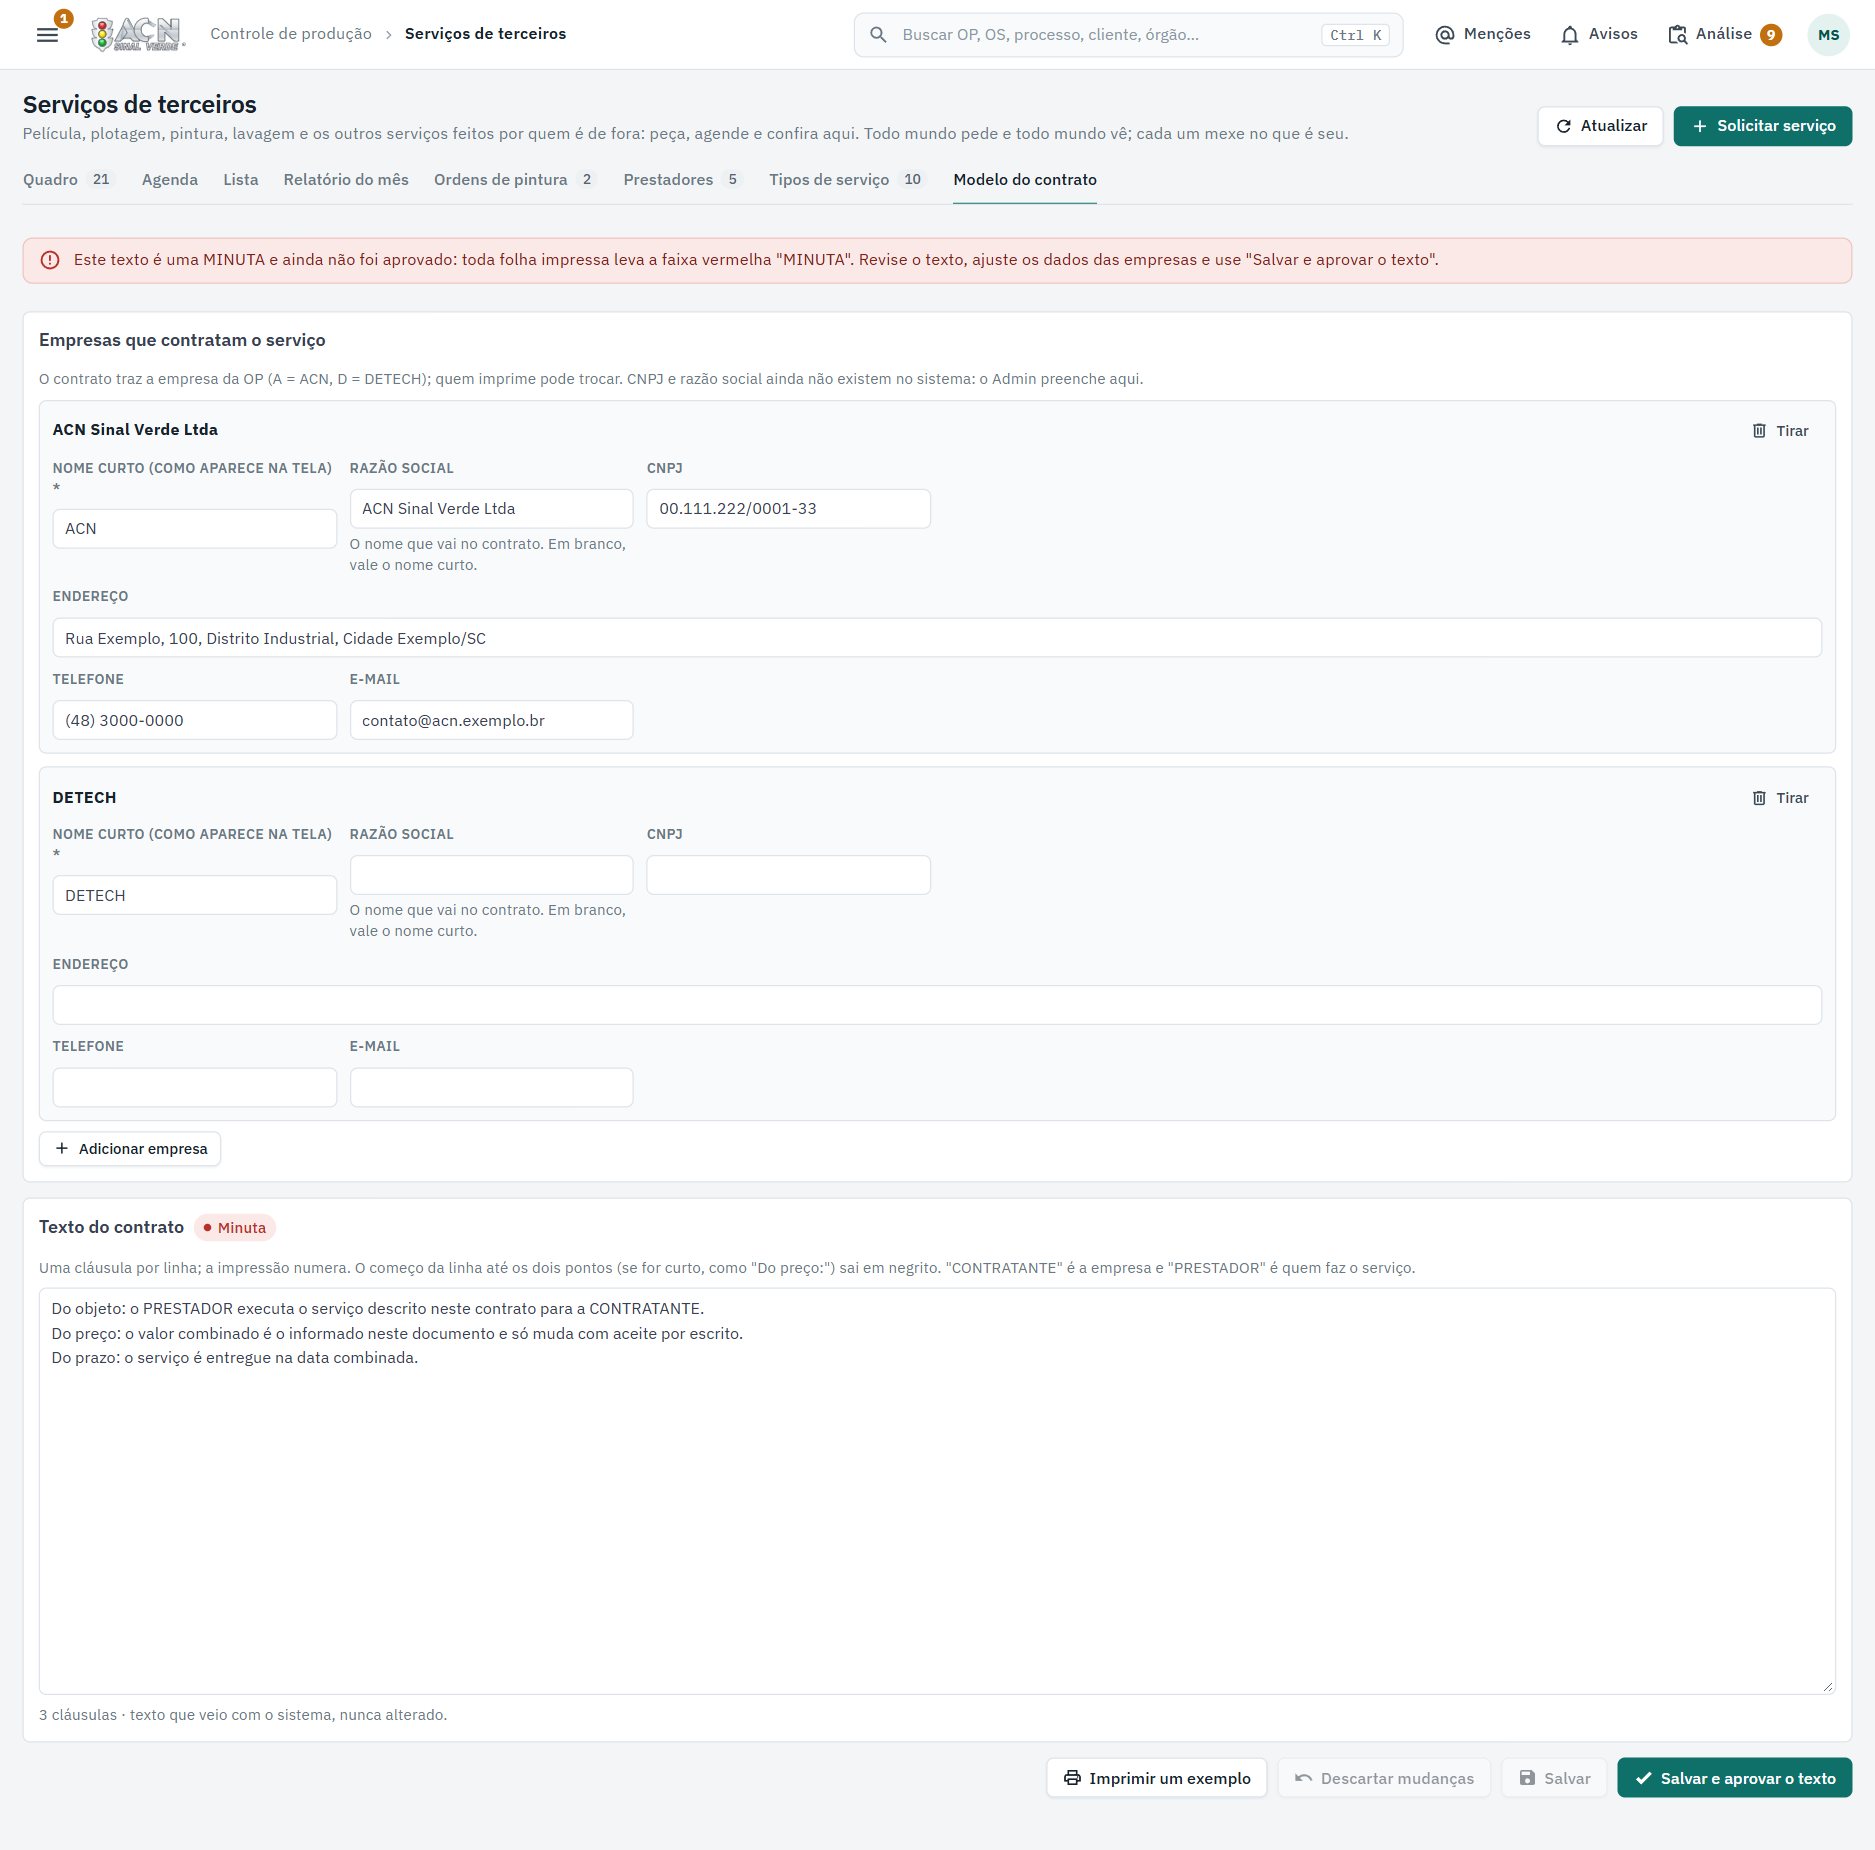 1
ACN
SINAL VERDE
Controle de produção › Serviços de terceiros
Buscar OP, OS, processo, cliente, órgão...
Ctrl K
Menções
Avisos
Análise 9
MS
Serviços de terceiros
Película, plotagem, pintura, lavagem e os outros serviços feitos por quem é de fora: peça, agende e confira aqui. Todo mundo pede e todo mundo vê; cada um mexe no que é seu.
Atualizar
Solicitar serviço
Quadro 21 Agenda Lista Relatório do mês Ordens de pintura 2 Prestadores 5 Tipos de serviço 10 Modelo do contrato
Este texto é uma MINUTA e ainda não foi aprovado: toda folha impressa leva a faixa vermelha "MINUTA". Revise o texto, ajuste os dados das empresas e use "Salvar e aprovar o texto".
Empresas que contratam o serviço
O contrato traz a empresa da OP (A = ACN, D = DETECH); quem imprime pode trocar. CNPJ e razão social ainda não existem no sistema: o Admin preenche aqui.
ACN Sinal Verde Ltda
Tirar
NOME CURTO (COMO APARECE NA TELA) *
ACN
RAZÃO SOCIAL
ACN Sinal Verde Ltda
O nome que vai no contrato. Em branco,
vale o nome curto.
CNPJ
00.111.222/0001-33
ENDEREÇO
Rua Exemplo, 100, Distrito Industrial, Cidade Exemplo/SC
TELEFONE
(48) 3000-0000
E-MAIL
contato@acn.exemplo.br
DETECH
Tirar
NOME CURTO (COMO APARECE NA TELA) *
DETECH
RAZÃO SOCIAL
O nome que vai no contrato. Em branco,
vale o nome curto.
CNPJ
ENDEREÇO
TELEFONE
E-MAIL
Adicionar empresa
Texto do contrato
Minuta
Uma cláusula por linha; a impressão numera. O começo da linha até os dois pontos (se for curto, como "Do preço:") sai em negrito. "CONTRATANTE" é a empresa e "PRESTADOR" é quem faz o serviço.
Do objeto: o PRESTADOR executa o serviço descrito neste contrato para a CONTRATANTE.
Do preço: o valor combinado é o informado neste documento e só muda com aceite por escrito.
Do prazo: o serviço é entregue na data combinada.
3 cláusulas · texto que veio com o sistema, nunca alterado.
Imprimir um exemplo
Descartar mudanças
Salvar
Salvar e aprovar o texto